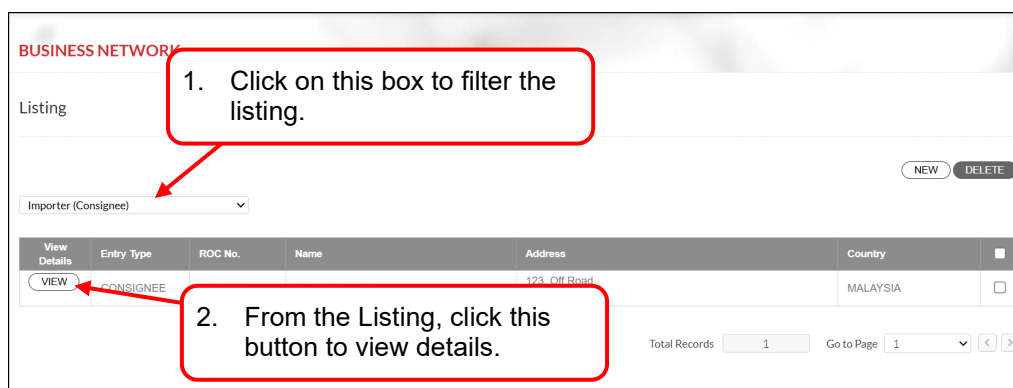 BUSINESS NETWORK
1. Click on this box to filter the
listing.
Listing
NEW DELETE
Importer (Consignee)
View Details Entry Type ROC No. Name Address Country
VIEW CONSIGNEE 123, Off Road MALAYSIA
2. From the Listing, click this
button to view details.
Total Records 1 Go to Page 1 < >